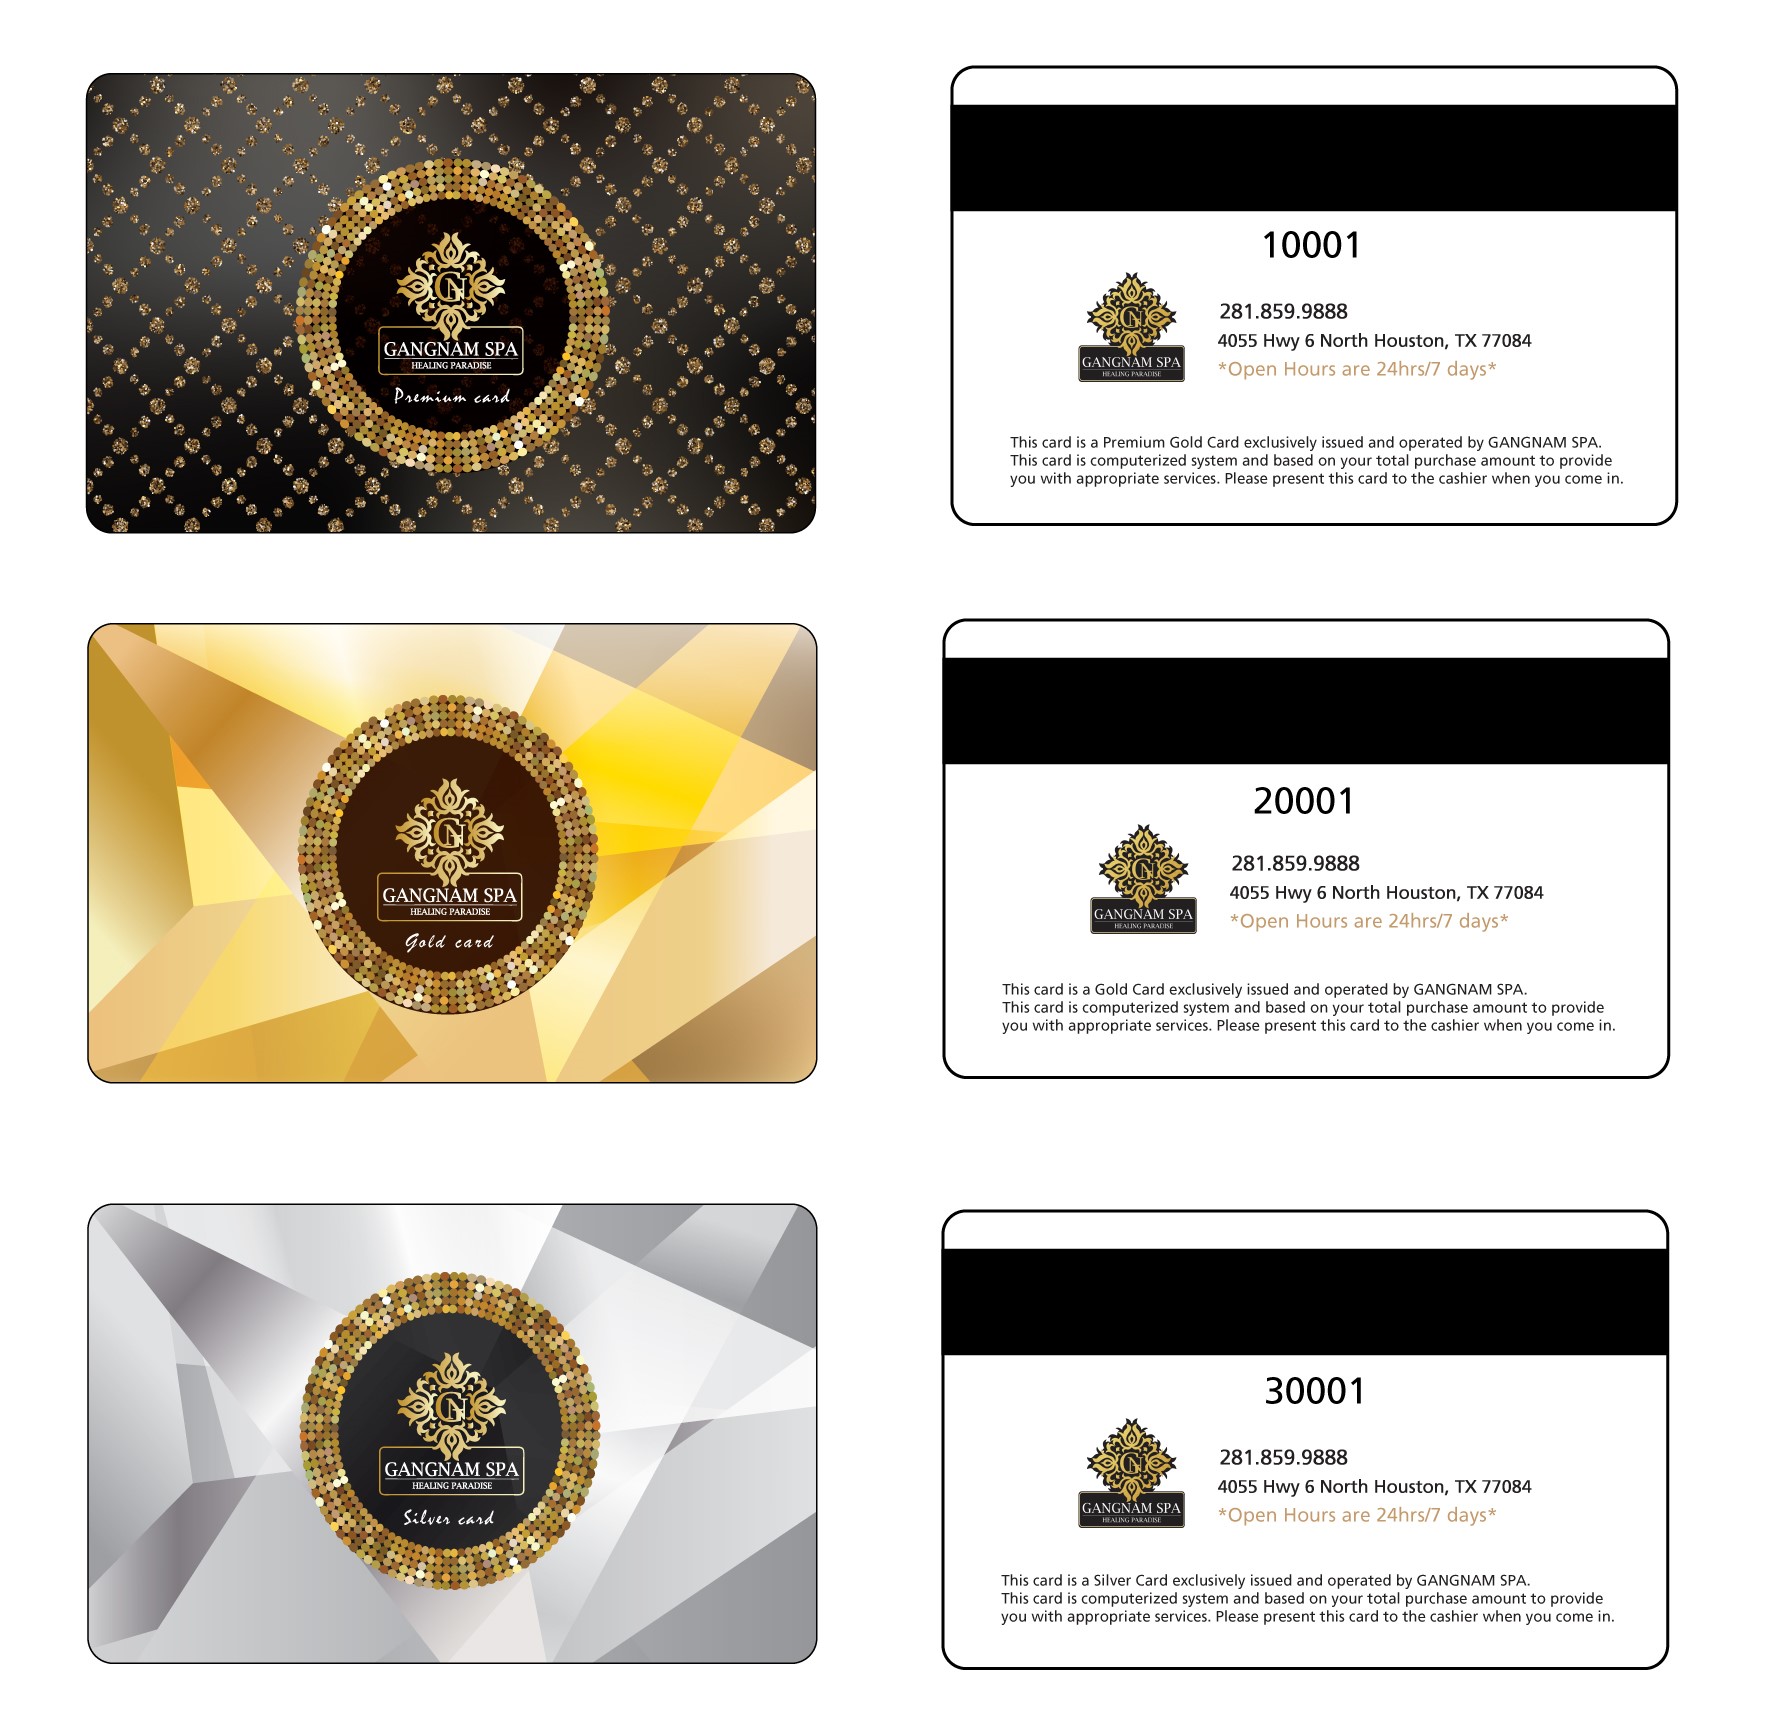 GN
GANGNAM SPA
HEALING PARADISE
Premium card
10001
GN
GANGNAM SPA
HEALING PARADISE
281.859.9888
4055 Hwy 6 North Houston, TX 77084
*Open Hours are 24hrs/7 days*
This card is a Premium Gold Card exclusively issued and operated by GANGNAM SPA.
This card is computerized system and based on your total purchase amount to provide
you with appropriate services. Please present this card to the cashier when you come in.
GN
GANGNAM SPA
HEALING PARADISE
Gold card
20001
GN
GANGNAM SPA
HEALING PARADISE
281.859.9888
4055 Hwy 6 North Houston, TX 77084
*Open Hours are 24hrs/7 days*
This card is a Gold Card exclusively issued and operated by GANGNAM SPA.
This card is computerized system and based on your total purchase amount to provide
you with appropriate services. Please present this card to the cashier when you come in.
GN
GANGNAM SPA
HEALING PARADISE
Silver card
30001
GN
GANGNAM SPA
HEALING PARADISE
281.859.9888
4055 Hwy 6 North Houston, TX 77084
*Open Hours are 24hrs/7 days*
This card is a Silver Card exclusively issued and operated by GANGNAM SPA.
This card is computerized system and based on your total purchase amount to provide
you with appropriate services. Please present this card to the cashier when you come in.